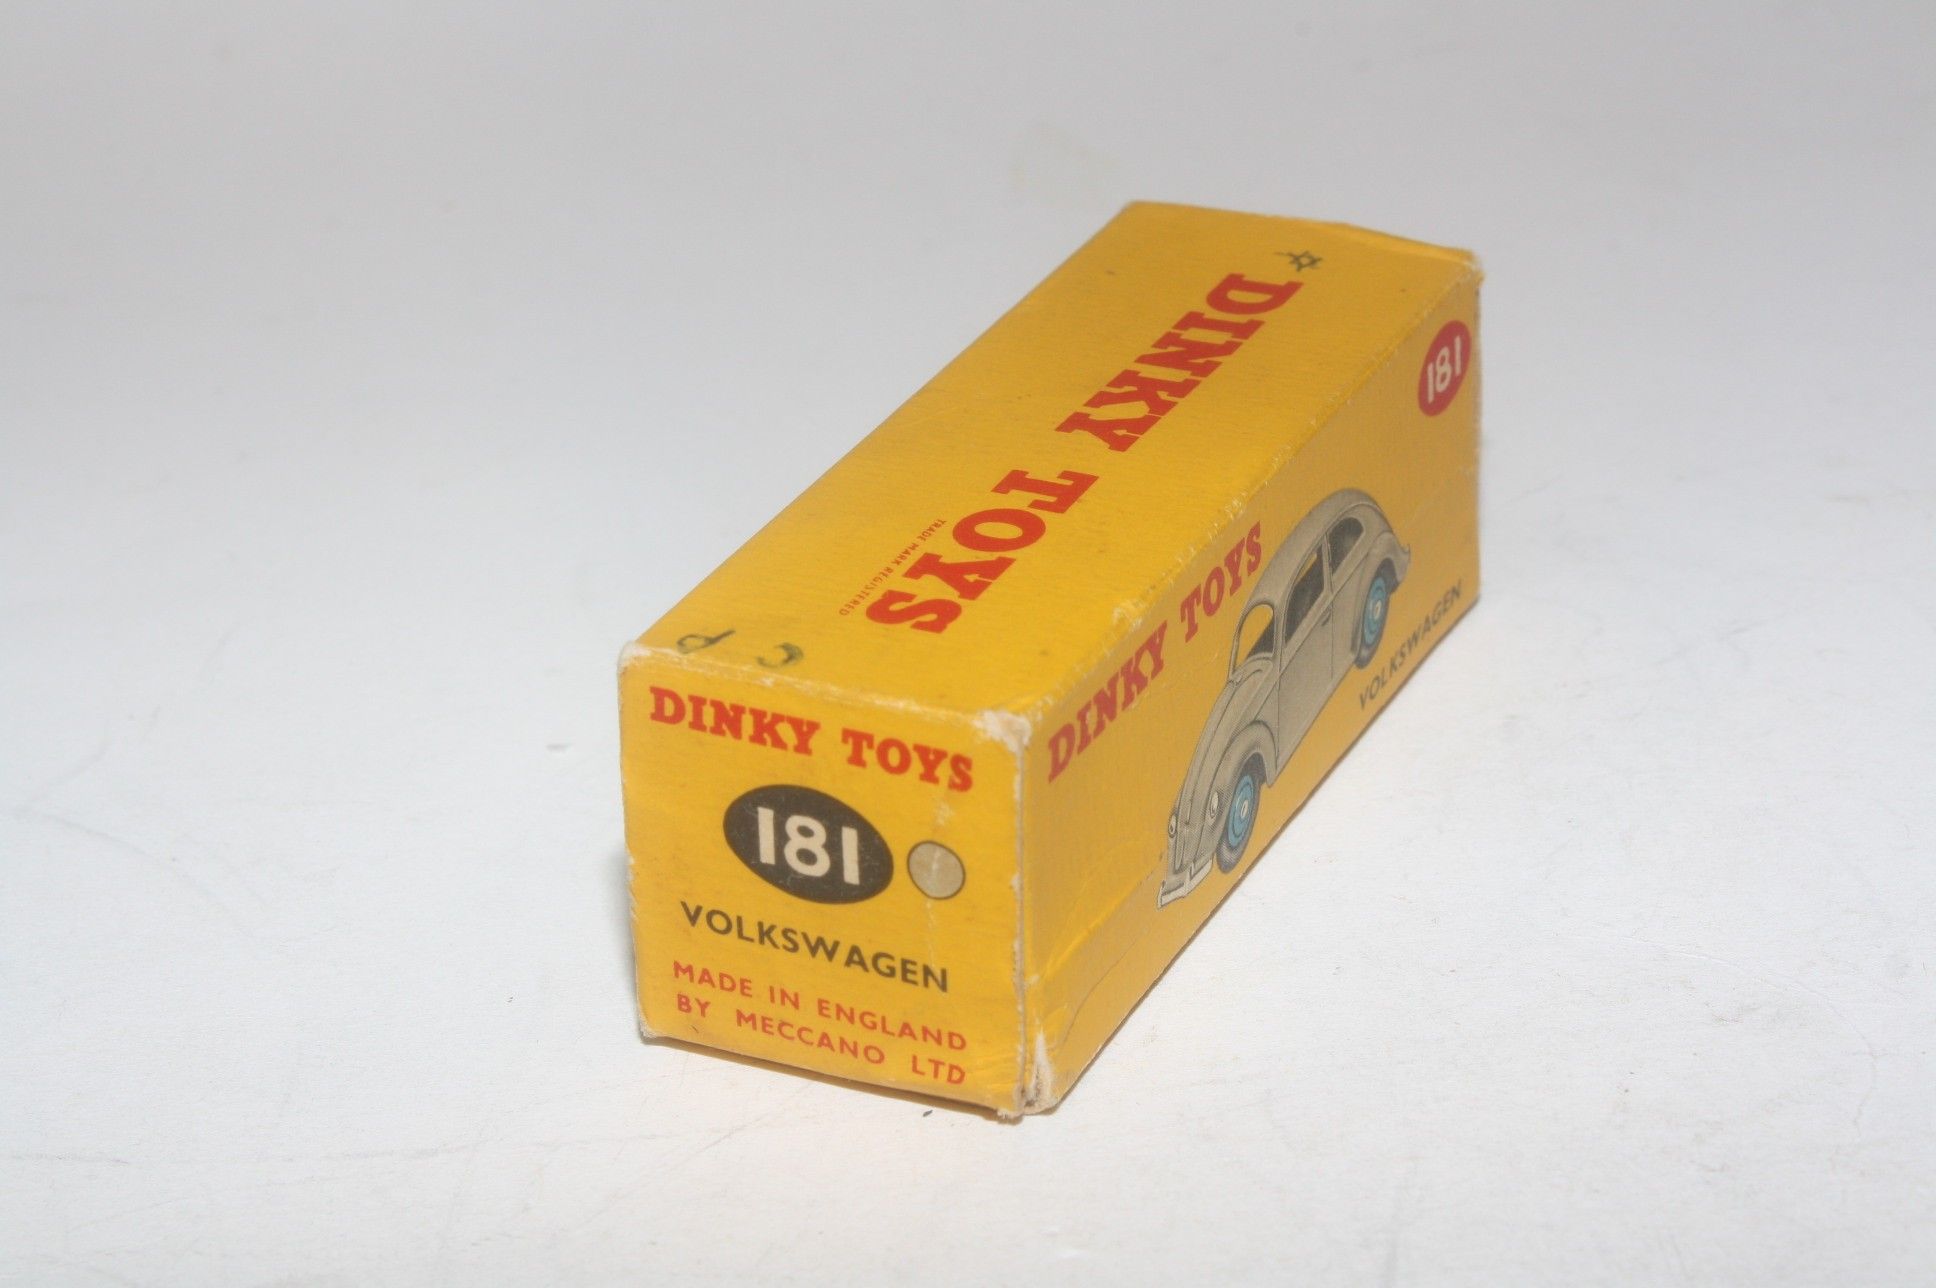 DINKY TOYS
TRADE MARK REGISTERED
C P
DINKY TOYS
181
VOLKSWAGEN
MADE IN ENGLAND
BY MECCANO LTD
DINKY TOYS
181
VOLKSWAGEN